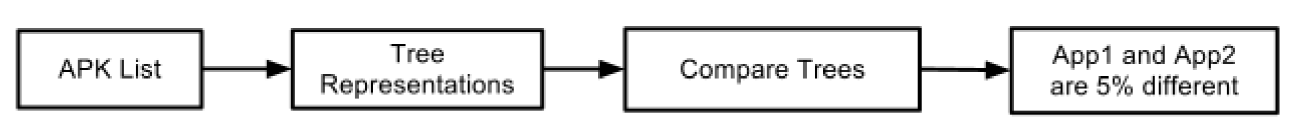 APK List
Tree
Representations
Compare Trees
App1 and App2
are 5% different